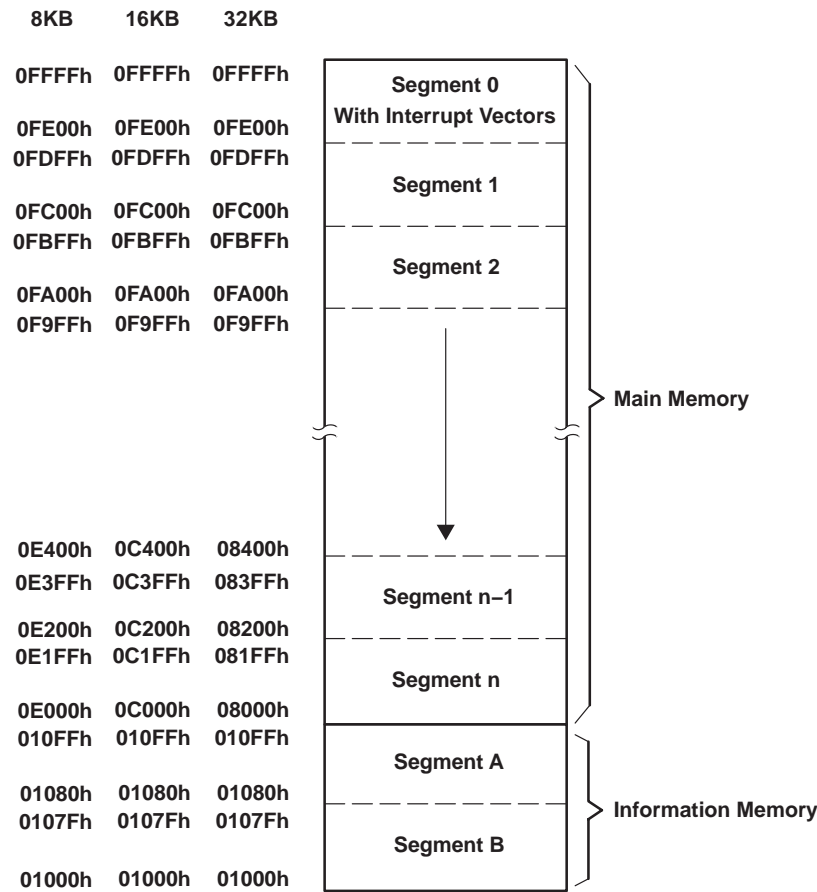 8KB 16KB 32KB
0FFFFh 0FFFFh 0FFFFh
Segment 0
With Interrupt Vectors
0FE00h 0FE00h 0FE00h
0FDFFh 0FDFFh 0FDFFh
Segment 1
0FC00h 0FC00h 0FC00h
0FBFFh 0FBFFh 0FBFFh
Segment 2
0FA00h 0FA00h 0FA00h
0F9FFh 0F9FFh 0F9FFh
Main Memory
0E400h 0C400h 08400h
0E3FFh 0C3FFh 083FFh
Segment n–1
0E200h 0C200h 08200h
0E1FFh 0C1FFh 081FFh
Segment n
0E000h 0C000h 08000h
010FFh 010FFh 010FFh
Segment A
01080h 01080h 01080h
0107Fh 0107Fh 0107Fh
Information Memory
Segment B
01000h 01000h 01000h